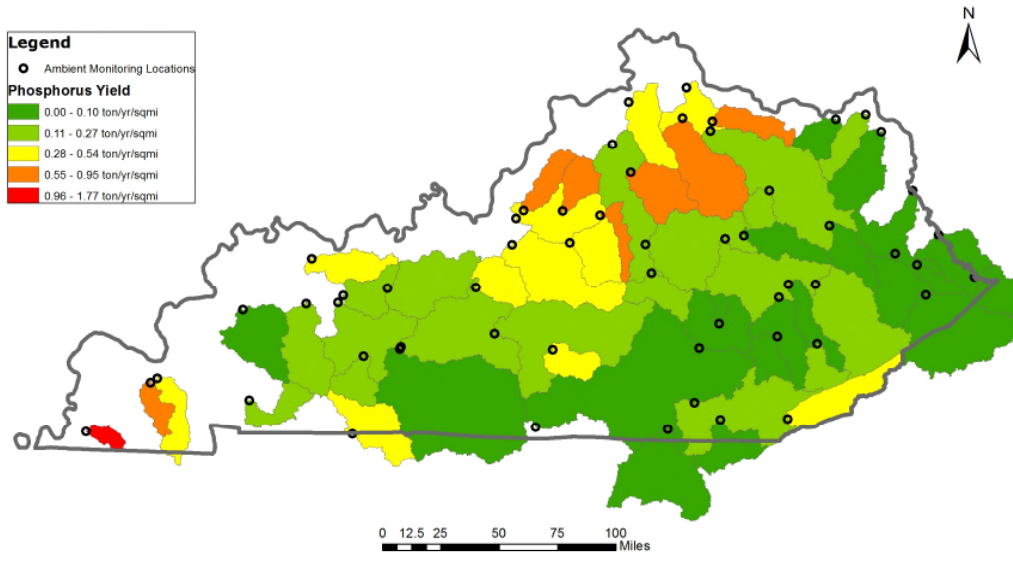 N
Legend
Ambient Monitoring Locations
Phosphorus Yield
0.00 - 0.10 ton/yr/sqmi
0.11 - 0.27 ton/yr/sqmi
0.28 - 0.54 ton/yr/sqmi
0.55 - 0.95 ton/yr/sqmi
0.96 - 1.77 ton/yr/sqmi
0 12.5 25 50 75 100
Miles